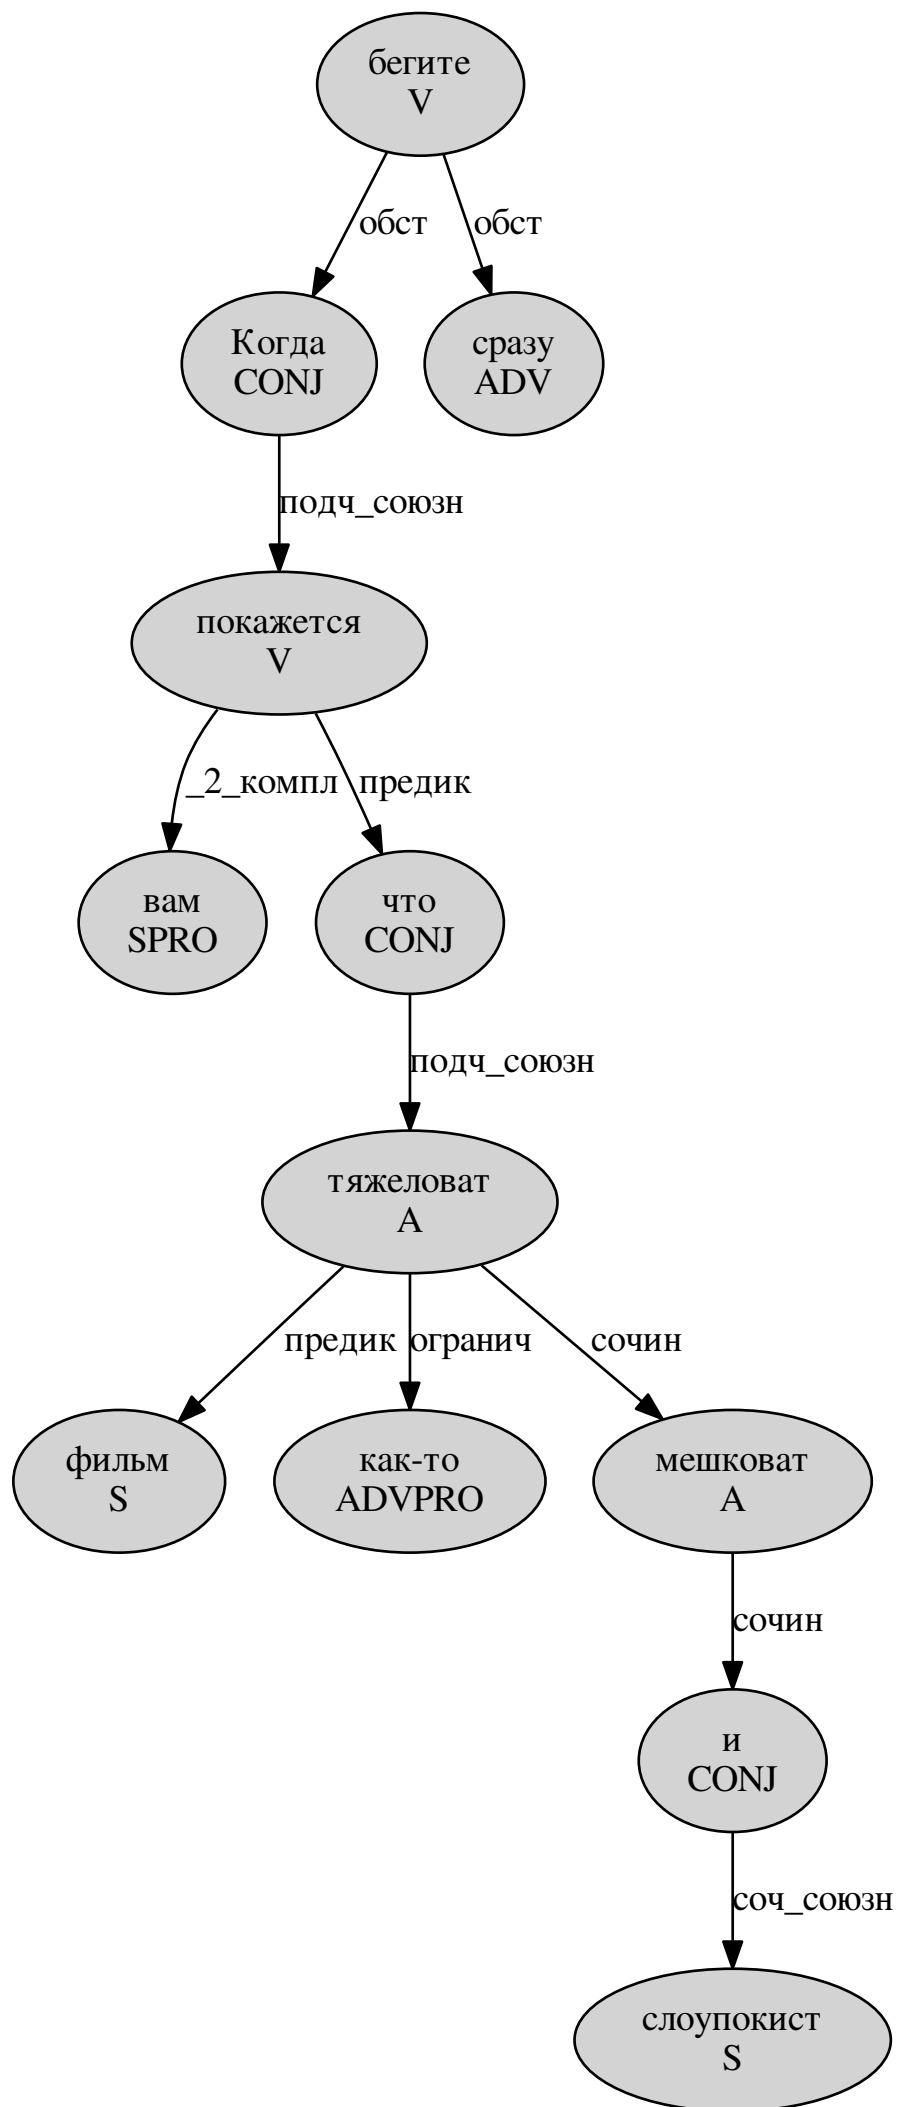 бегите
V
обст обст
Когда
CONJ
сразу
ADV
подч_союзн
покажется
V
_2_компл предик
вам
SPRO
что
CONJ
подч_союзн
тяжеловат
A
предик огранич сочин
фильм
S
как-то
ADVPRO
мешковат
A
сочин
и
CONJ
соч_союзн
слоупокист
S